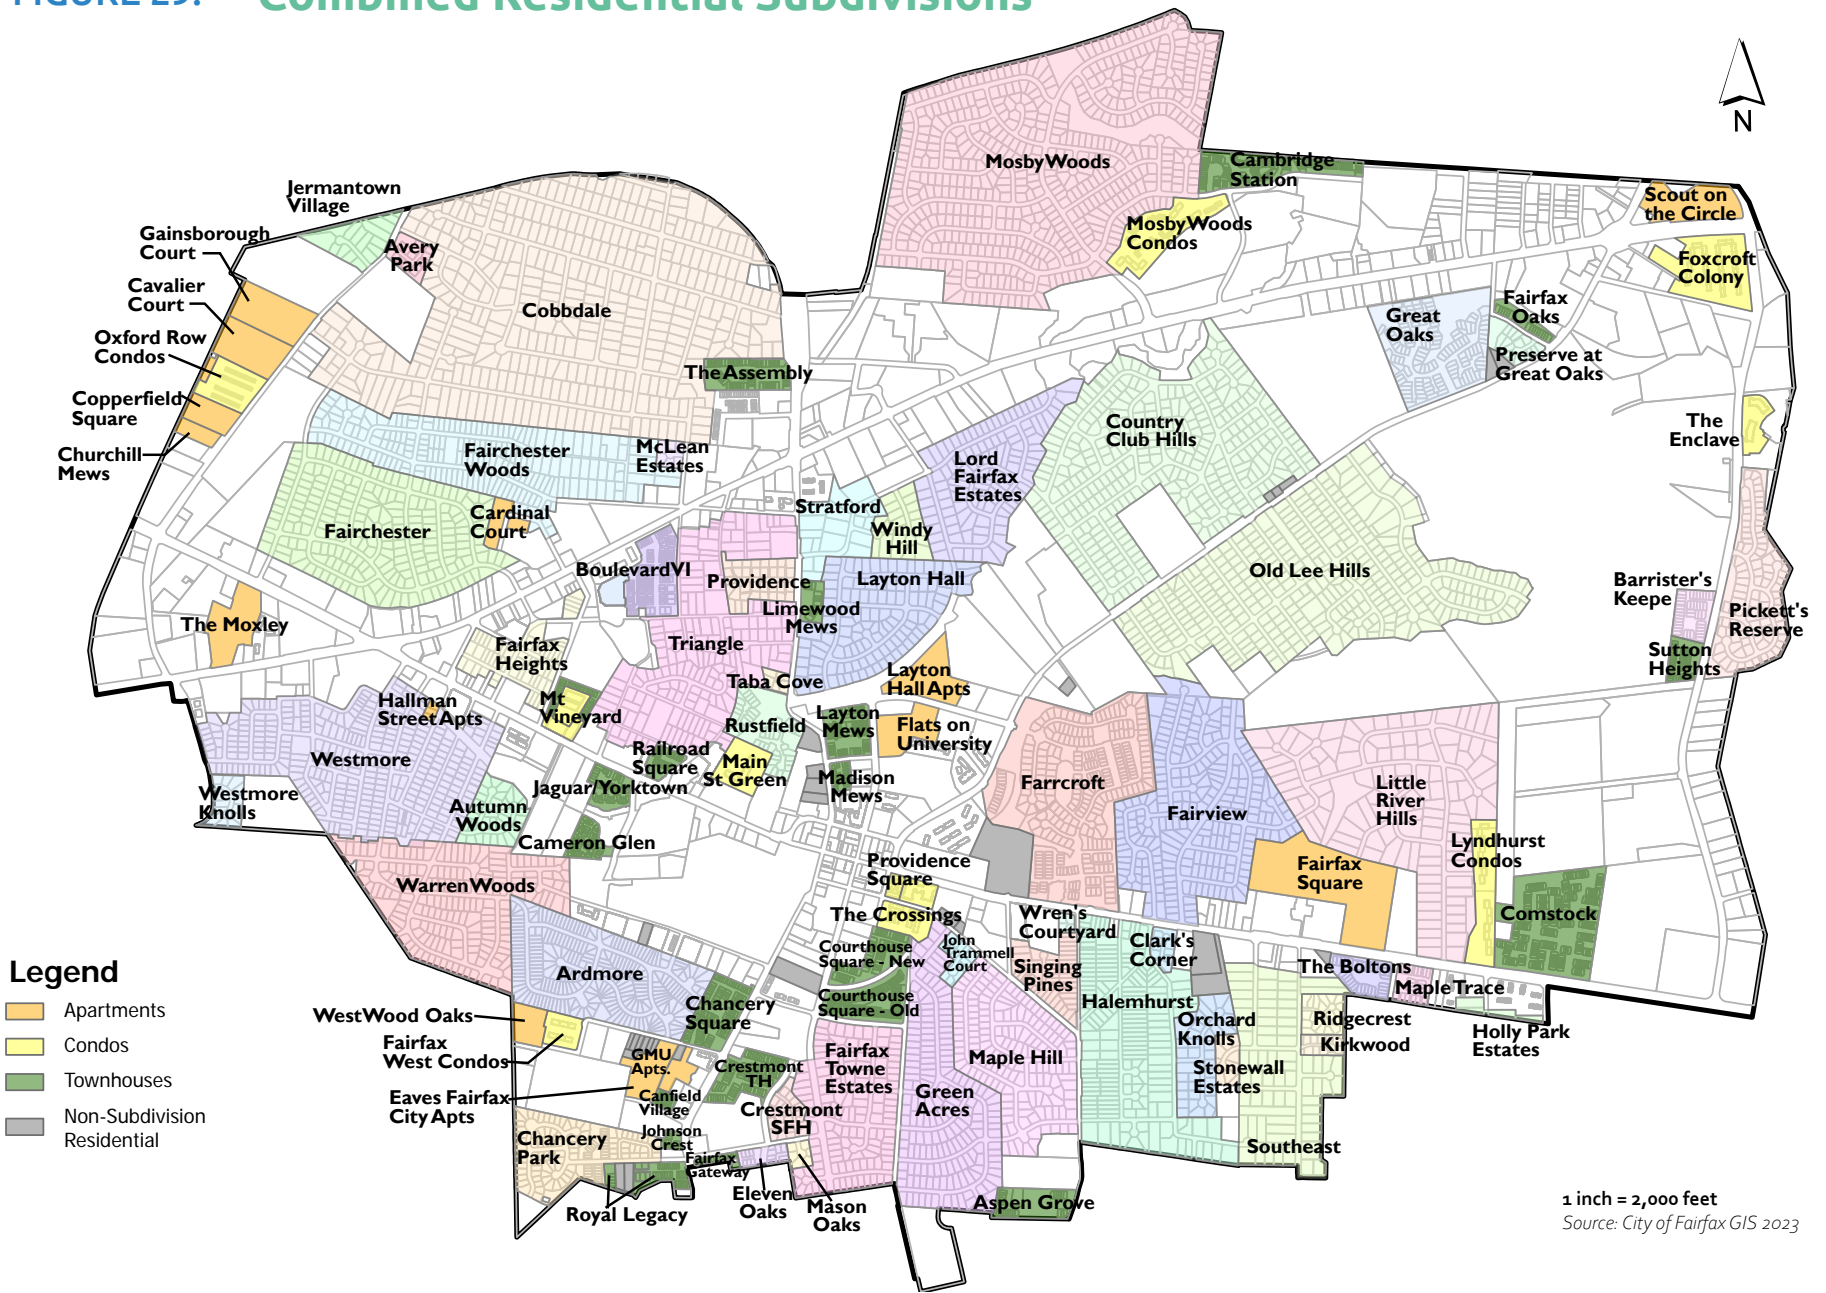 FIGURE 29: Combined Residential Subdivisions
N
Mosby Woods
Cambridge
Station
Scout on
the Circle
Jermantown
Village
Mosby Woods
Condos
Gainsborough
Court
Avery
Park
Foxcroft
Colony
Cavalier
Court
Cobbdale
Fairfax
Oaks
Great
Oaks
Oxford Row
Condos
Preserve at
Great Oaks
The Assembly
Copperfield
Square
Country
Club Hills
The
Enclave
Churchill
Mews
Fairchester
Woods
McLean
Estates
Lord
Fairfax
Estates
Stratford
Cardinal
Court
Fairchester
Windy
Hill
Boulevard VI
Providence
Layton Hall
Old Lee Hills
Barrister's
Keepe
Limewood
Mews
Pickett's
Reserve
The Moxley
Triangle
Fairfax
Heights
Sutton
Heights
Taba Cove
Layton
Hall Apts
Hallman
Street Apts
Mt
Vineyard
Rustfield
Layton
Mews
Flats on
University
Westmore
Railroad
Square
Main
St Green
Jaguar/Yorktown
Madison
Mews
Farrcroft
Little
River
Hills
Westmore
Knolls
Autumn
Woods
Fairview
Cameron Glen
Lyndhurst
Condos
Providence
Square
Fairfax
Square
Warren Woods
The Crossings
Wren's
Courtyard
Comstock
Courthouse
Square - New
John
Trammell
Court
Clark's
Corner
Singing
Pines
The Boltons
Ardmore
Maple Trace
Legend
Apartments
Condos
Townhouses
Non-Subdivision
Residential
Chancery
Square
Courthouse
Square - Old
Halemhurst
WestWood Oaks
Orchard
Knolls
Ridgecrest
Kirkwood
Holly Park
Estates
Fairfax
West Condos
GMU
Apts.
Crestmont
TH
Fairfax
Towne
Estates
Maple Hill
Stonewall
Estates
Eaves Fairfax
City Apts
Canfield
Village
Green
Acres
Crestmont
SFH
Chancery
Park
Johnson
Crest
Southeast
Fairfax
Gateway
Royal Legacy
Eleven
Oaks
Mason
Oaks
Aspen Grove
1 inch = 2,000 feet
Source: City of Fairfax GIS 2023